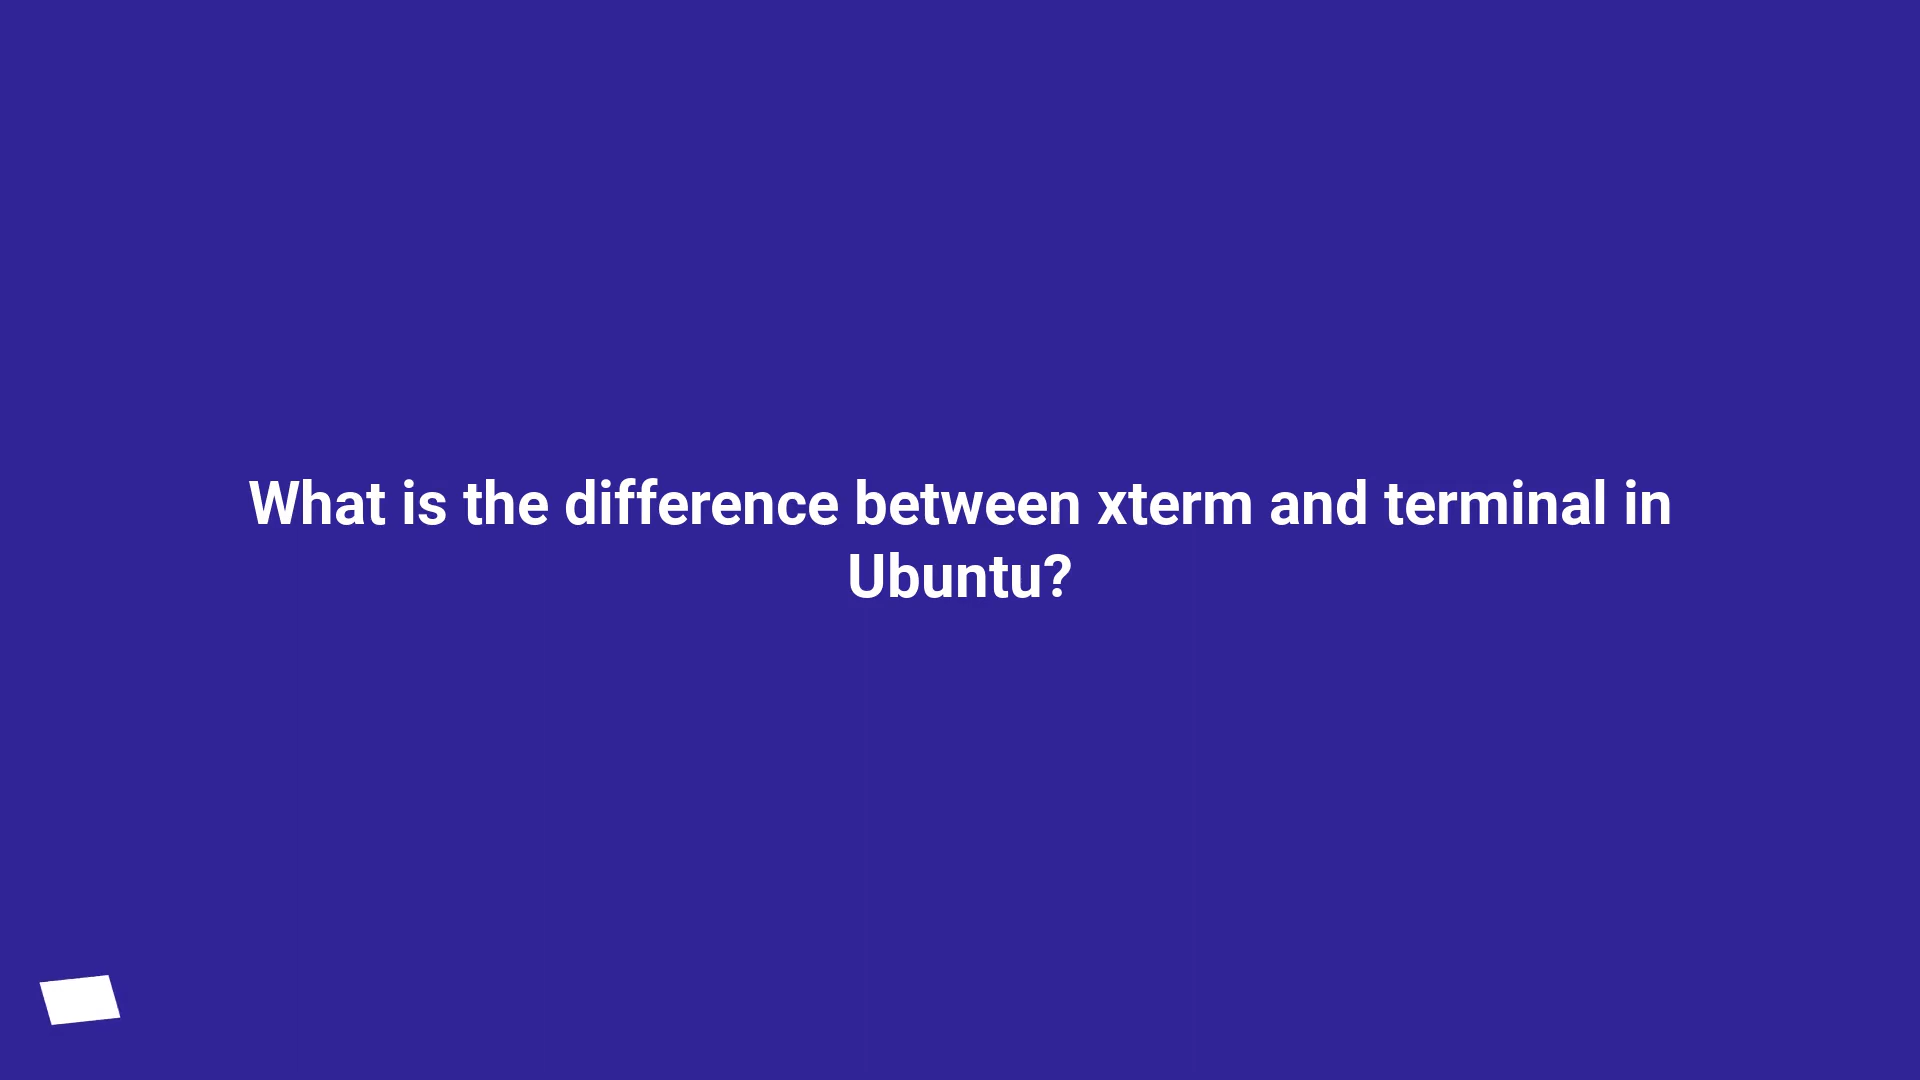 What is the difference between xterm and terminal in
Ubuntu?